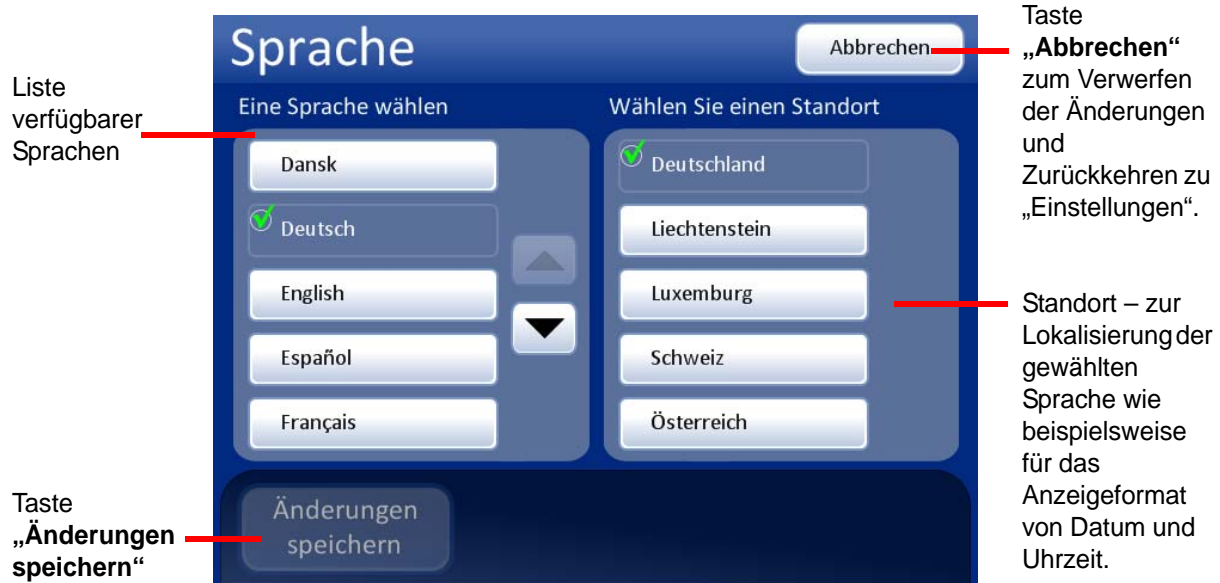 Liste
verfügbarer
Sprachen
Taste
„Änderungen
speichern“
Sprache
Abbrechen
Eine Sprache wählen
Dansk
Deutsch
English
Español
Français
Wählen Sie einen Standort
Deutschland
Liechtenstein
Luxemburg
Schweiz
Österreich
Änderungen
speichern
Taste
„Abbrechen“
zum Verwerfen
der Änderungen
und
Zurückkehren zu
„Einstellungen“.
Standort – zur
Lokalisierung der
gewählten
Sprache wie
beispielsweise
für das
Anzeigeformat
von Datum und
Uhrzeit.